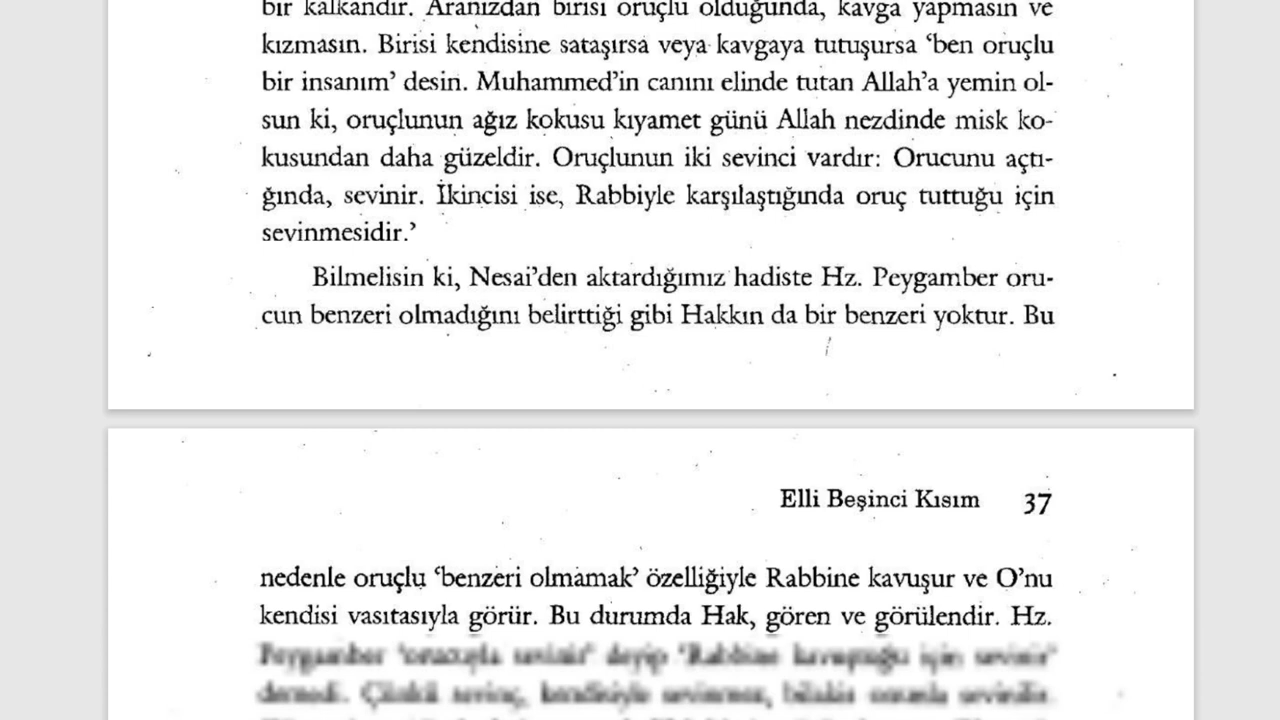 bir kalkandır. Aranızdan birisi oruçlu olduğunda, kavga yapmasın ve
kızmasın. Birisi kendisine sataşırsa veya kavgaya tutuşursa ‘ben oruçlu
bir insanım’ desin. Muhammed’in canını elinde tutan Allah’a yemin ol-
sun ki, oruçlunun ağız kokusu kıyamet günü Allah nezdinde misk ko-
kusundan daha güzeldir. Oruçlunun iki sevinci vardır: Orucunu açtı-
ğında, sevinir. İkincisi ise, Rabbiyle karşılaştığında oruç tuttuğu için
sevinmesidir.’
Bilmelisin ki, Nesai’den aktardığımız hadiste Hz. Peygamber oru-
cun benzeri olmadığını belirttiği gibi Hakkın da bir benzeri yoktur. Bu
Elli Beşinci Kısım 37
nedenle oruçlu ‘benzeri olmamak’ özelliğiyle Rabbine kavuşur ve O’nu
kendisi vasıtasıyla görür. Bu durumda Hak, gören ve görülendir. Hz.